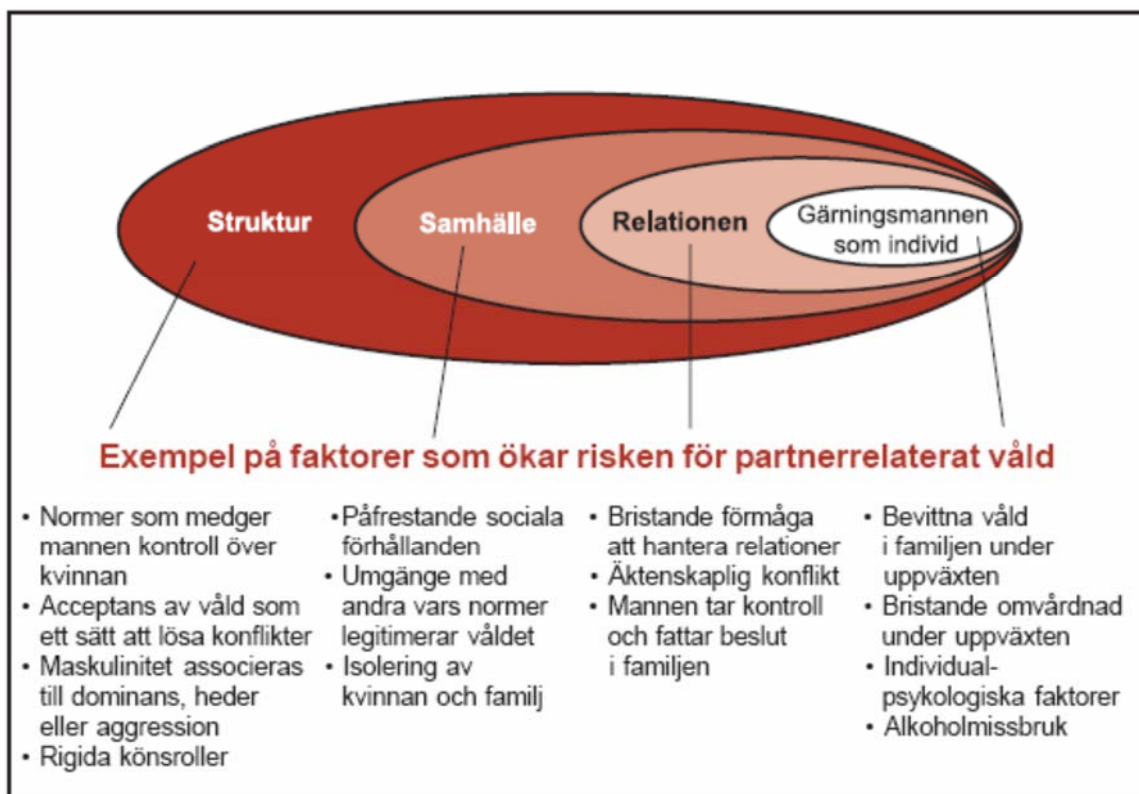 Struktur
Samhälle
Relationen
Gärningsmannen
som individ
Exempel på faktorer som ökar risken för partnerrelaterat våld
• Normer som medger
mannen kontroll över
kvinnan
• Acceptans av våld som
ett sätt att lösa konflikter
• Maskulinitet associeras
till dominans, heder
eller aggression
• Rigida könsroller
• Påfrestande sociala
förhållanden
• Umgänge med
andra vars normer
legitimerar våldet
• Isolering av
kvinnan och familj
• Bristande förmåga
att hantera relationer
• Äktenskaplig konflikt
• Mannen tar kontroll
och fattar beslut
i familjen
• Bevittna våld
i familjen under
uppväxten
• Bristande omvårdnad
under uppväxten
• Individual-
psykologiska faktorer
• Alkoholmissbruk